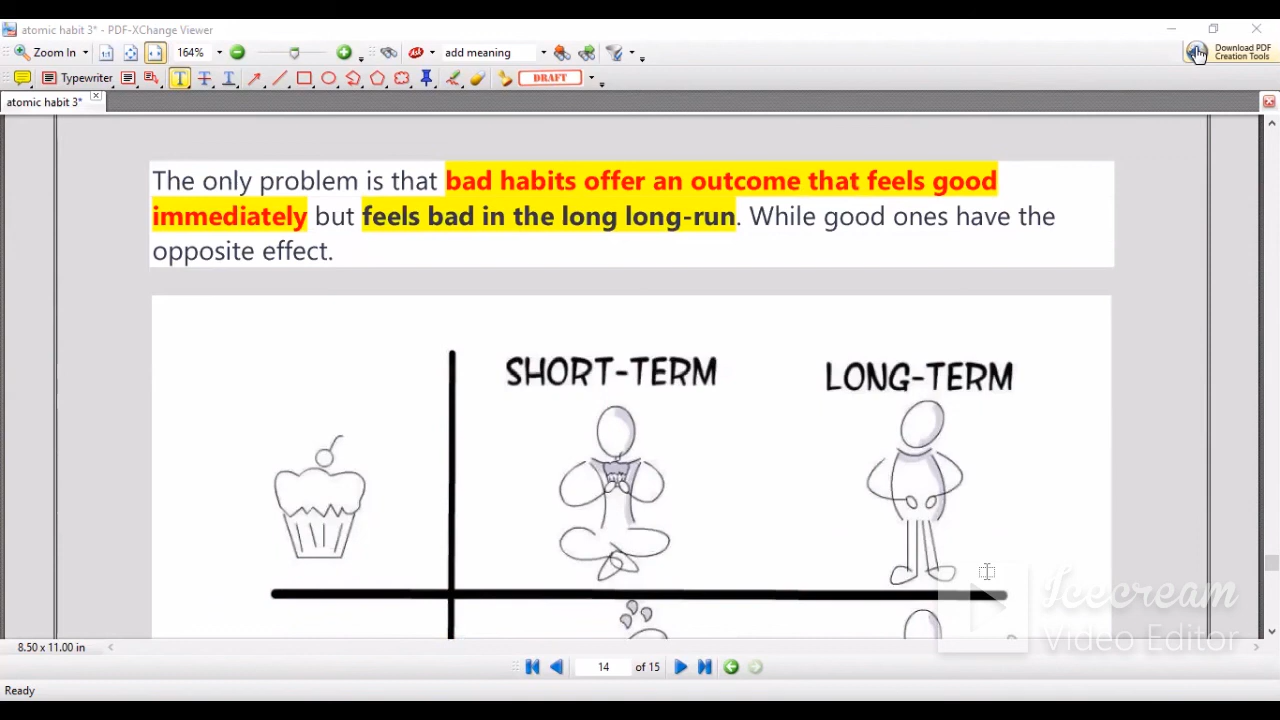 atomic habit 3* - PDF-XChange Viewer
Zoom In 164% add meaning Download PDF
Creation Tools
Typewriter DRAFT
atomic habit 3*
The only problem is that bad habits offer an outcome that feels good
immediately but feels bad in the long long-run. While good ones have the
opposite effect.
SHORT-TERM LONG-TERM
Icecream
Video Editor
8.50 x 11.00 in
14 of 15
Ready